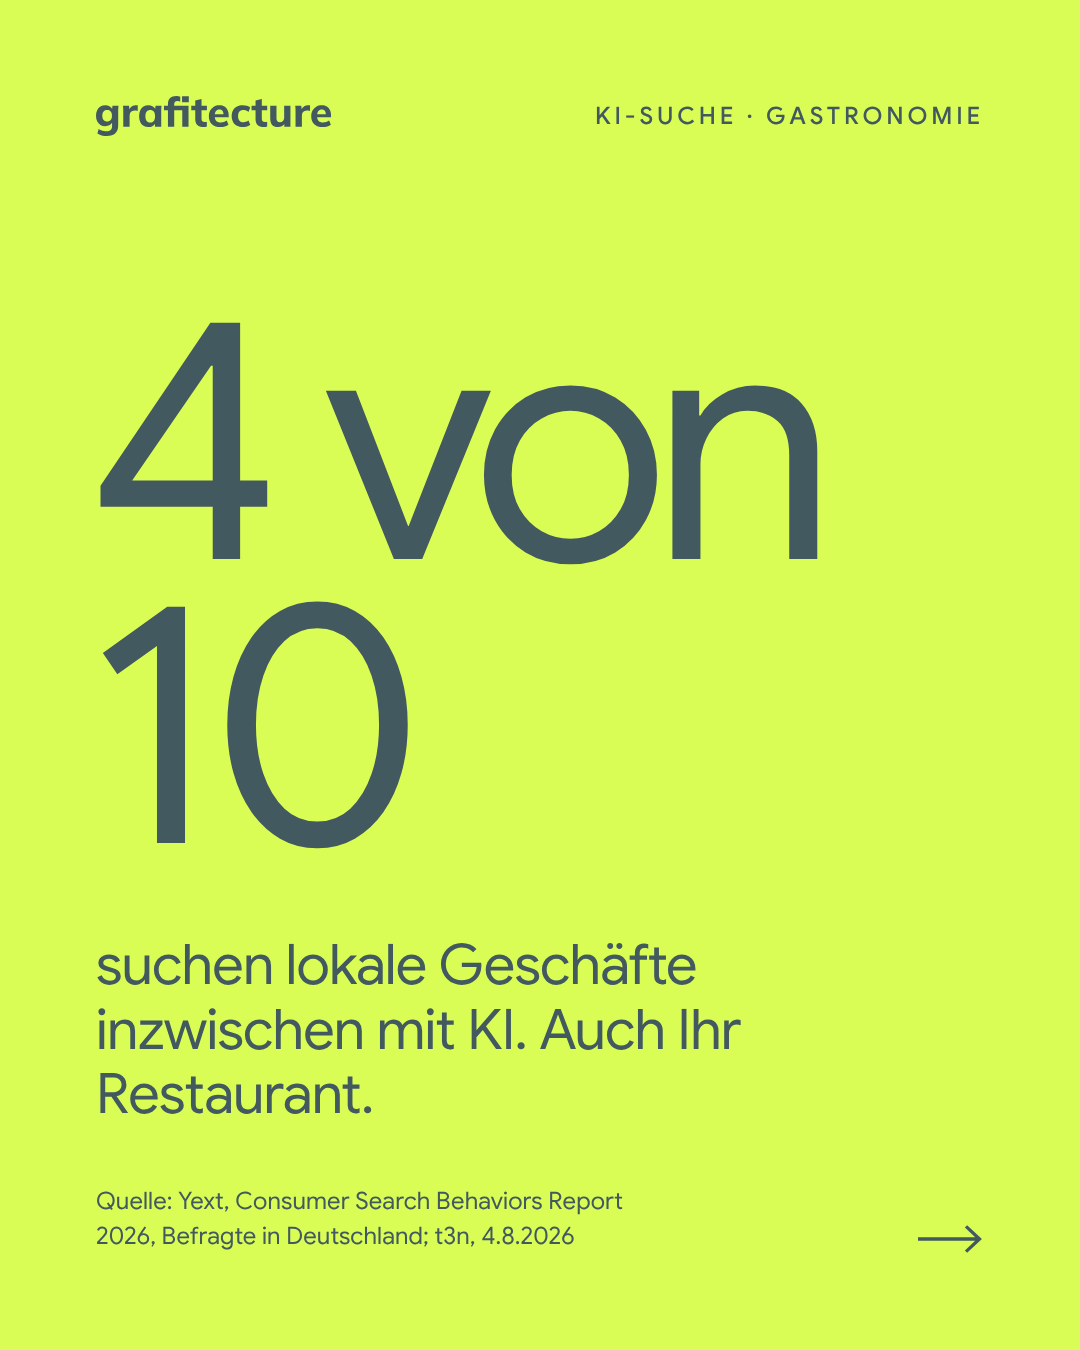 grafitecture
KI-SUCHE · GASTRONOMIE
4 von
10
suchen lokale Geschäfte
inzwischen mit KI. Auch Ihr
Restaurant.
Quelle: Yext, Consumer Search Behaviors Report
2026, Befragte in Deutschland; t3n, 4.8.2026